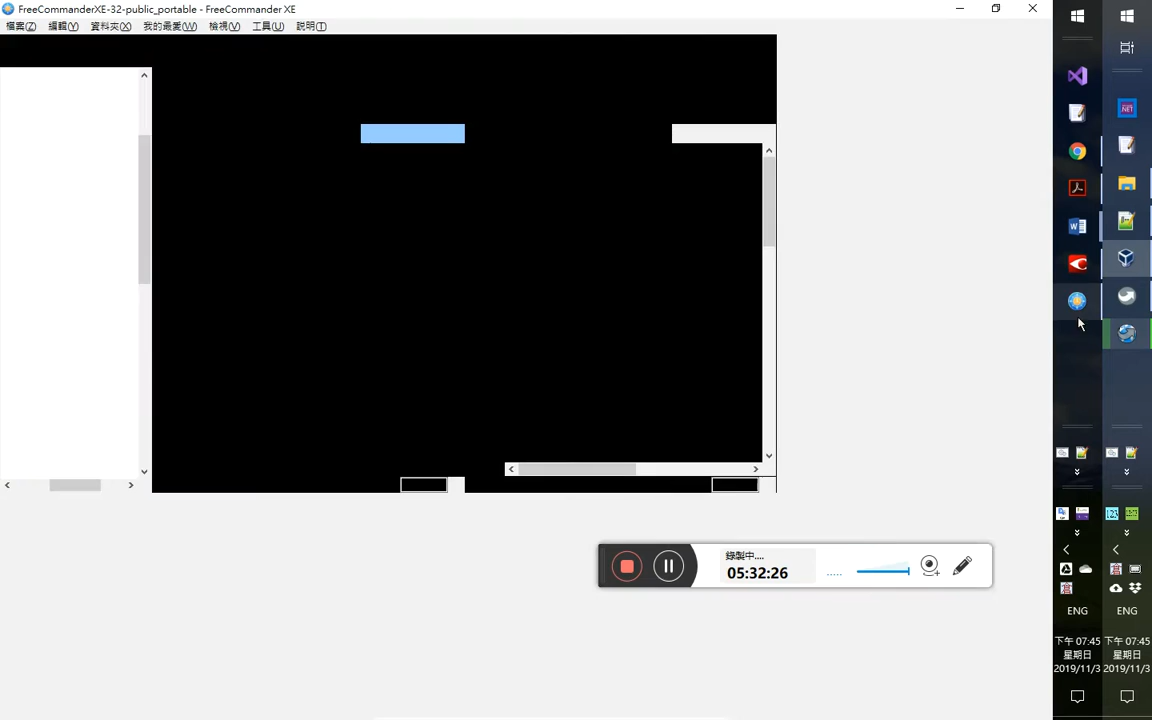 FreeCommanderXE-32-public_portable - FreeCommander XE
檔案(Z) 編輯(Y) 資料夾(X) 我的最愛(W) 檢視(V) 工具(U) 説明(T)
錄製中....
05:32:26
ENG ENG
下午 07:45 下午 07:45
星期日 星期日
2019/11/3 2019/11/3